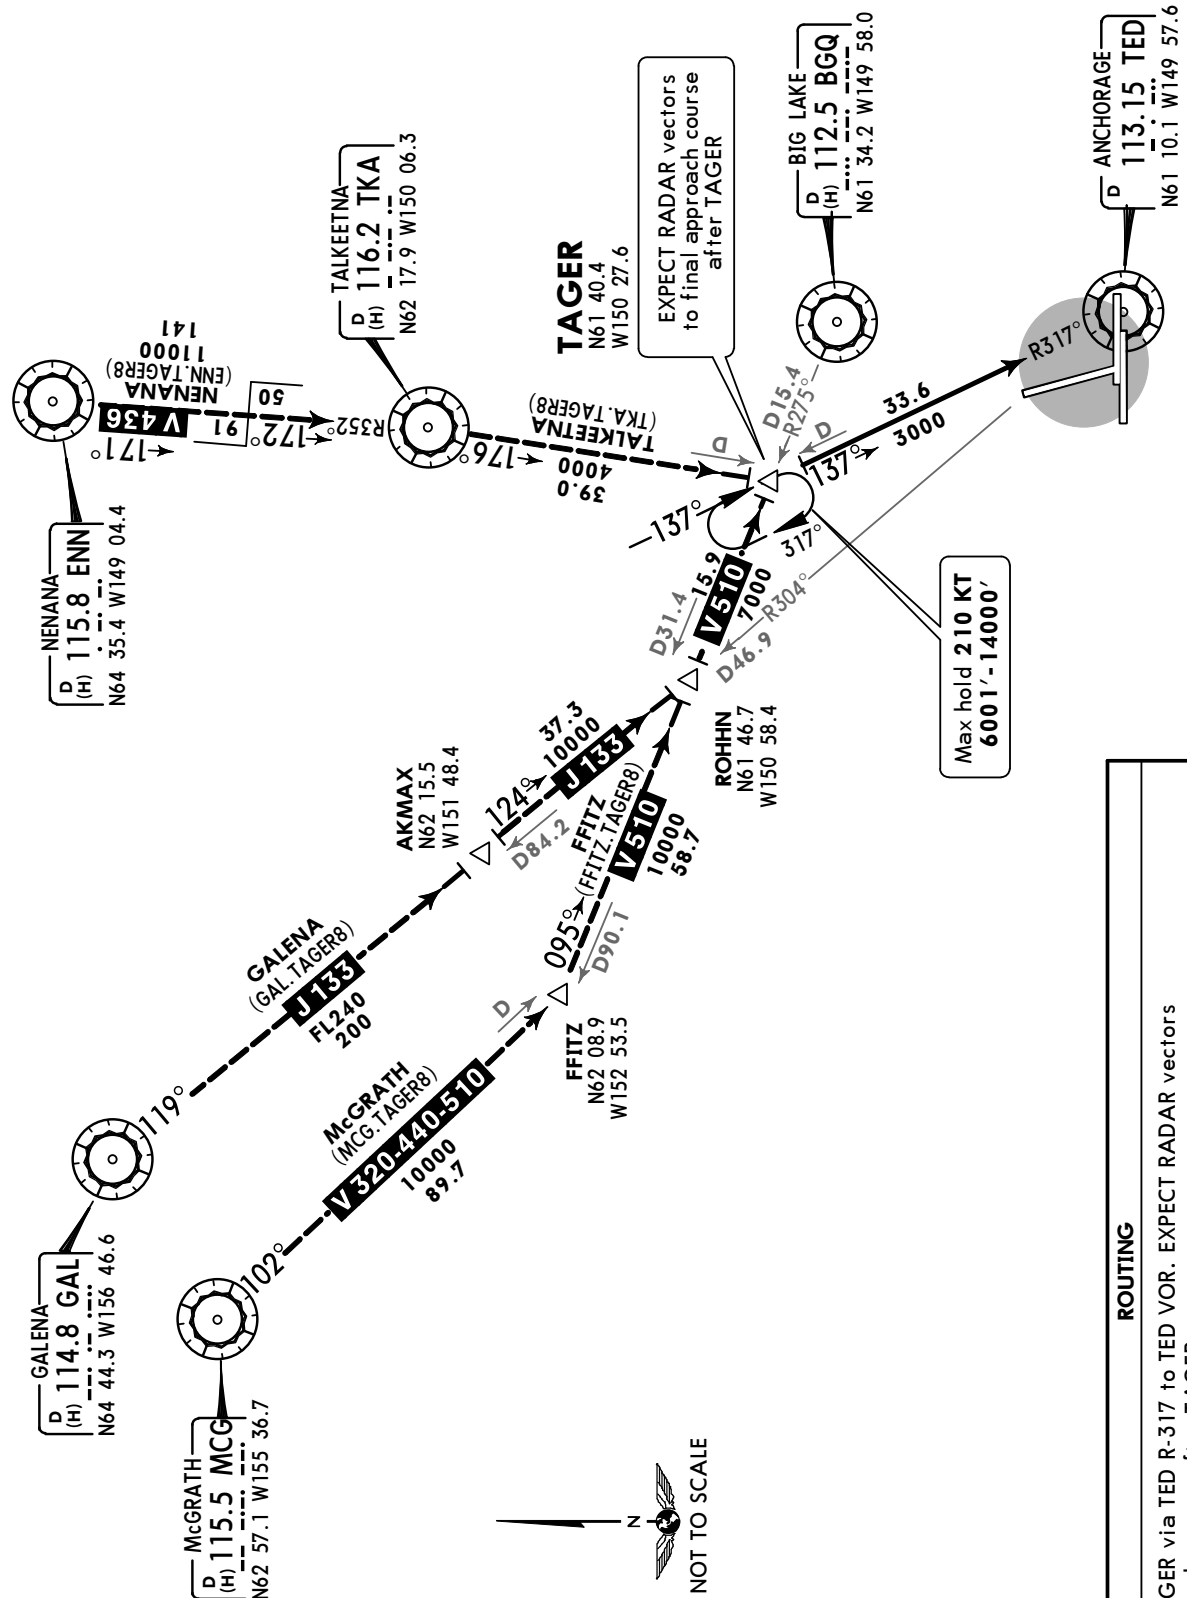 D
NENANA
(H) 115.8 ENN
N64 35.4 W149 04.4
171°
V 436
NENANA
(ENN.TAGER8)
11000
141
91
50
172°
R352°
TALKEETNA
D
(H) 116.2 TKA
N62 17.9 W150 06.3
176°
TALKEETNA
(TKA.TAGER8)
4000
39.0
D
TAGER
N61 40.4
W150 27.6
EXPECT RADAR vectors
to final approach course
after TAGER
BIG LAKE
D
(H) 112.5 BGQ
N61 34.2 W149 58.0
D15.4
R275°
D
ANCHORAGE
D
113.15 TED
N61 10.1 W149 57.6
R317°
33.6
3000
137°
137°
317°
Max hold 210 KT
6001'-14000'
15.9
V 510
7000
D31.4
R304°
D46.9
ROHHN
N61 46.7
W150 58.4
AKMAX
N62 15.5
W151 48.4
124°
37.3
10000
J 133
D84.2
FFITZ
(FFITZ.TAGER8)
V 510
10000
58.7
095°
D90.1
FFITZ
N62 08.9
W152 53.5
D
GALENA
(GAL.TAGER8)
J 133
FL240
200
119°
GALENA
D
(H) 114.8 GAL
N64 44.3 W156 46.6
McGRATH
(MCG.TAGER8)
V 320-440-510
10000
89.7
102°
McGRATH
D
(H) 115.5 MCG
N62 57.1 W155 36.7
N
NOT TO SCALE
ROUTING
GER via TED R-317 to TED VOR. EXPECT RADAR vectors